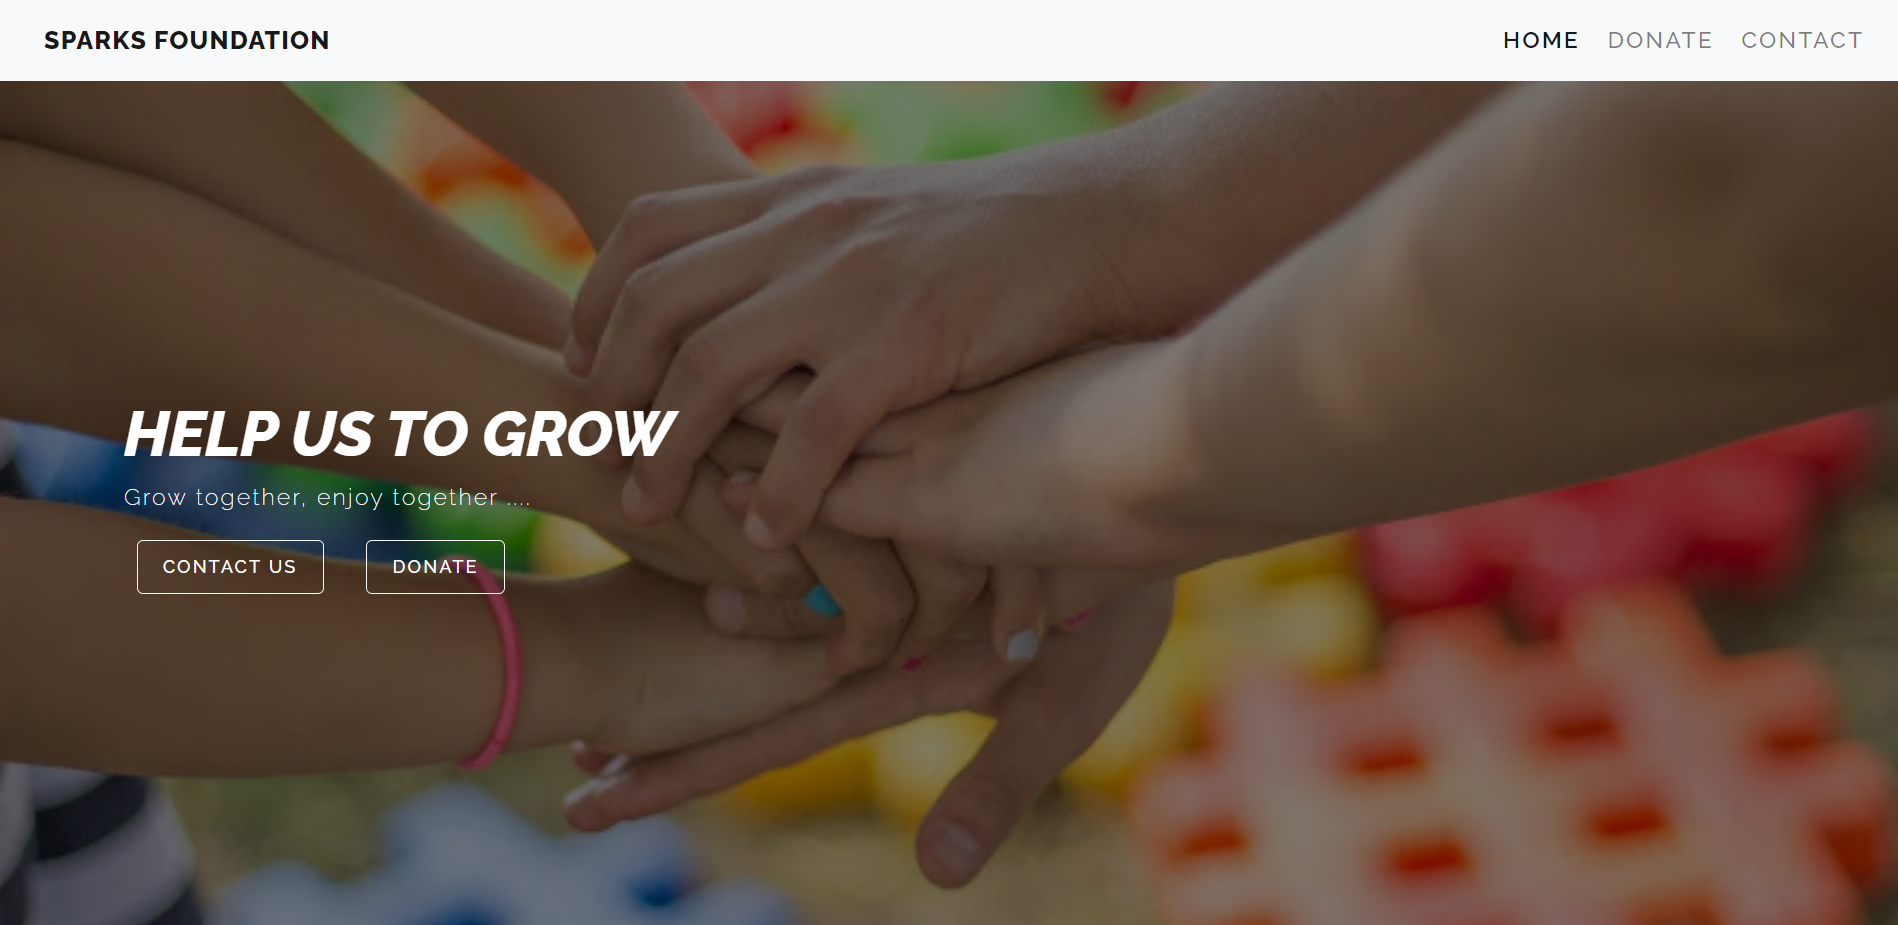 SPARKS FOUNDATION
HOME DONATE CONTACT
HELP US TO GROW
Grow together, enjoy together ....
CONTACT US DONATE